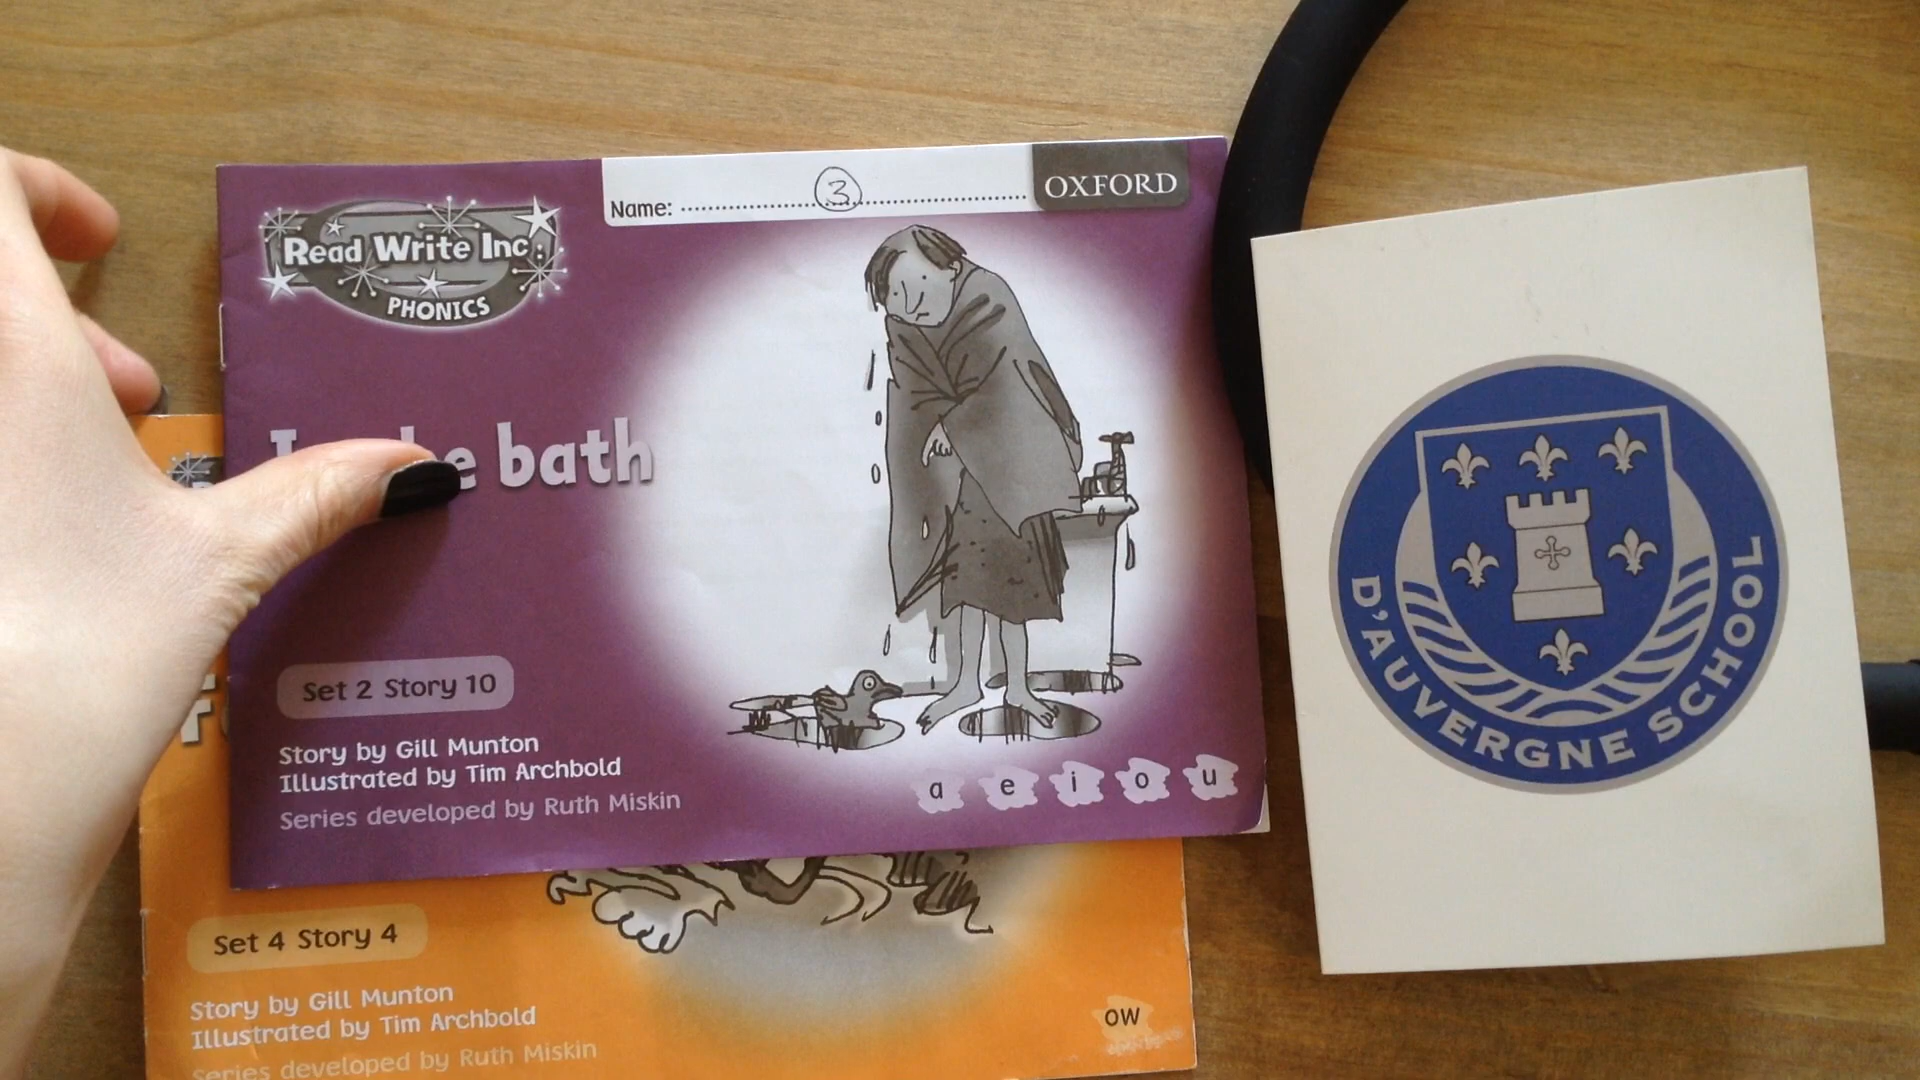 Name: 3
OXFORD
Read Write Inc.
PHONICS
bath
Set 2 Story 10
Story by Gill Munton
Illustrated by Tim Archbold
Series developed by Ruth Miskin
a e i o u
Set 4 Story 4
Story by Gill Munton
Illustrated by Tim Archbold
Series developed by Ruth Miskin
ow
D'AUVERGNE SCHOOL